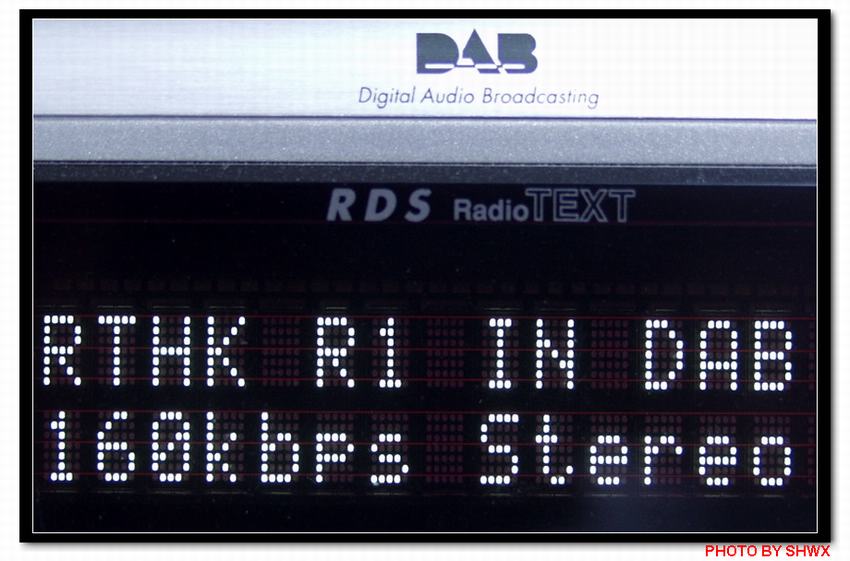 DAB
Digital Audio Broadcasting
RDS RadioTEXT
RTHK R1 IN DAB
160kbps Stereo
PHOTO BY SHWX